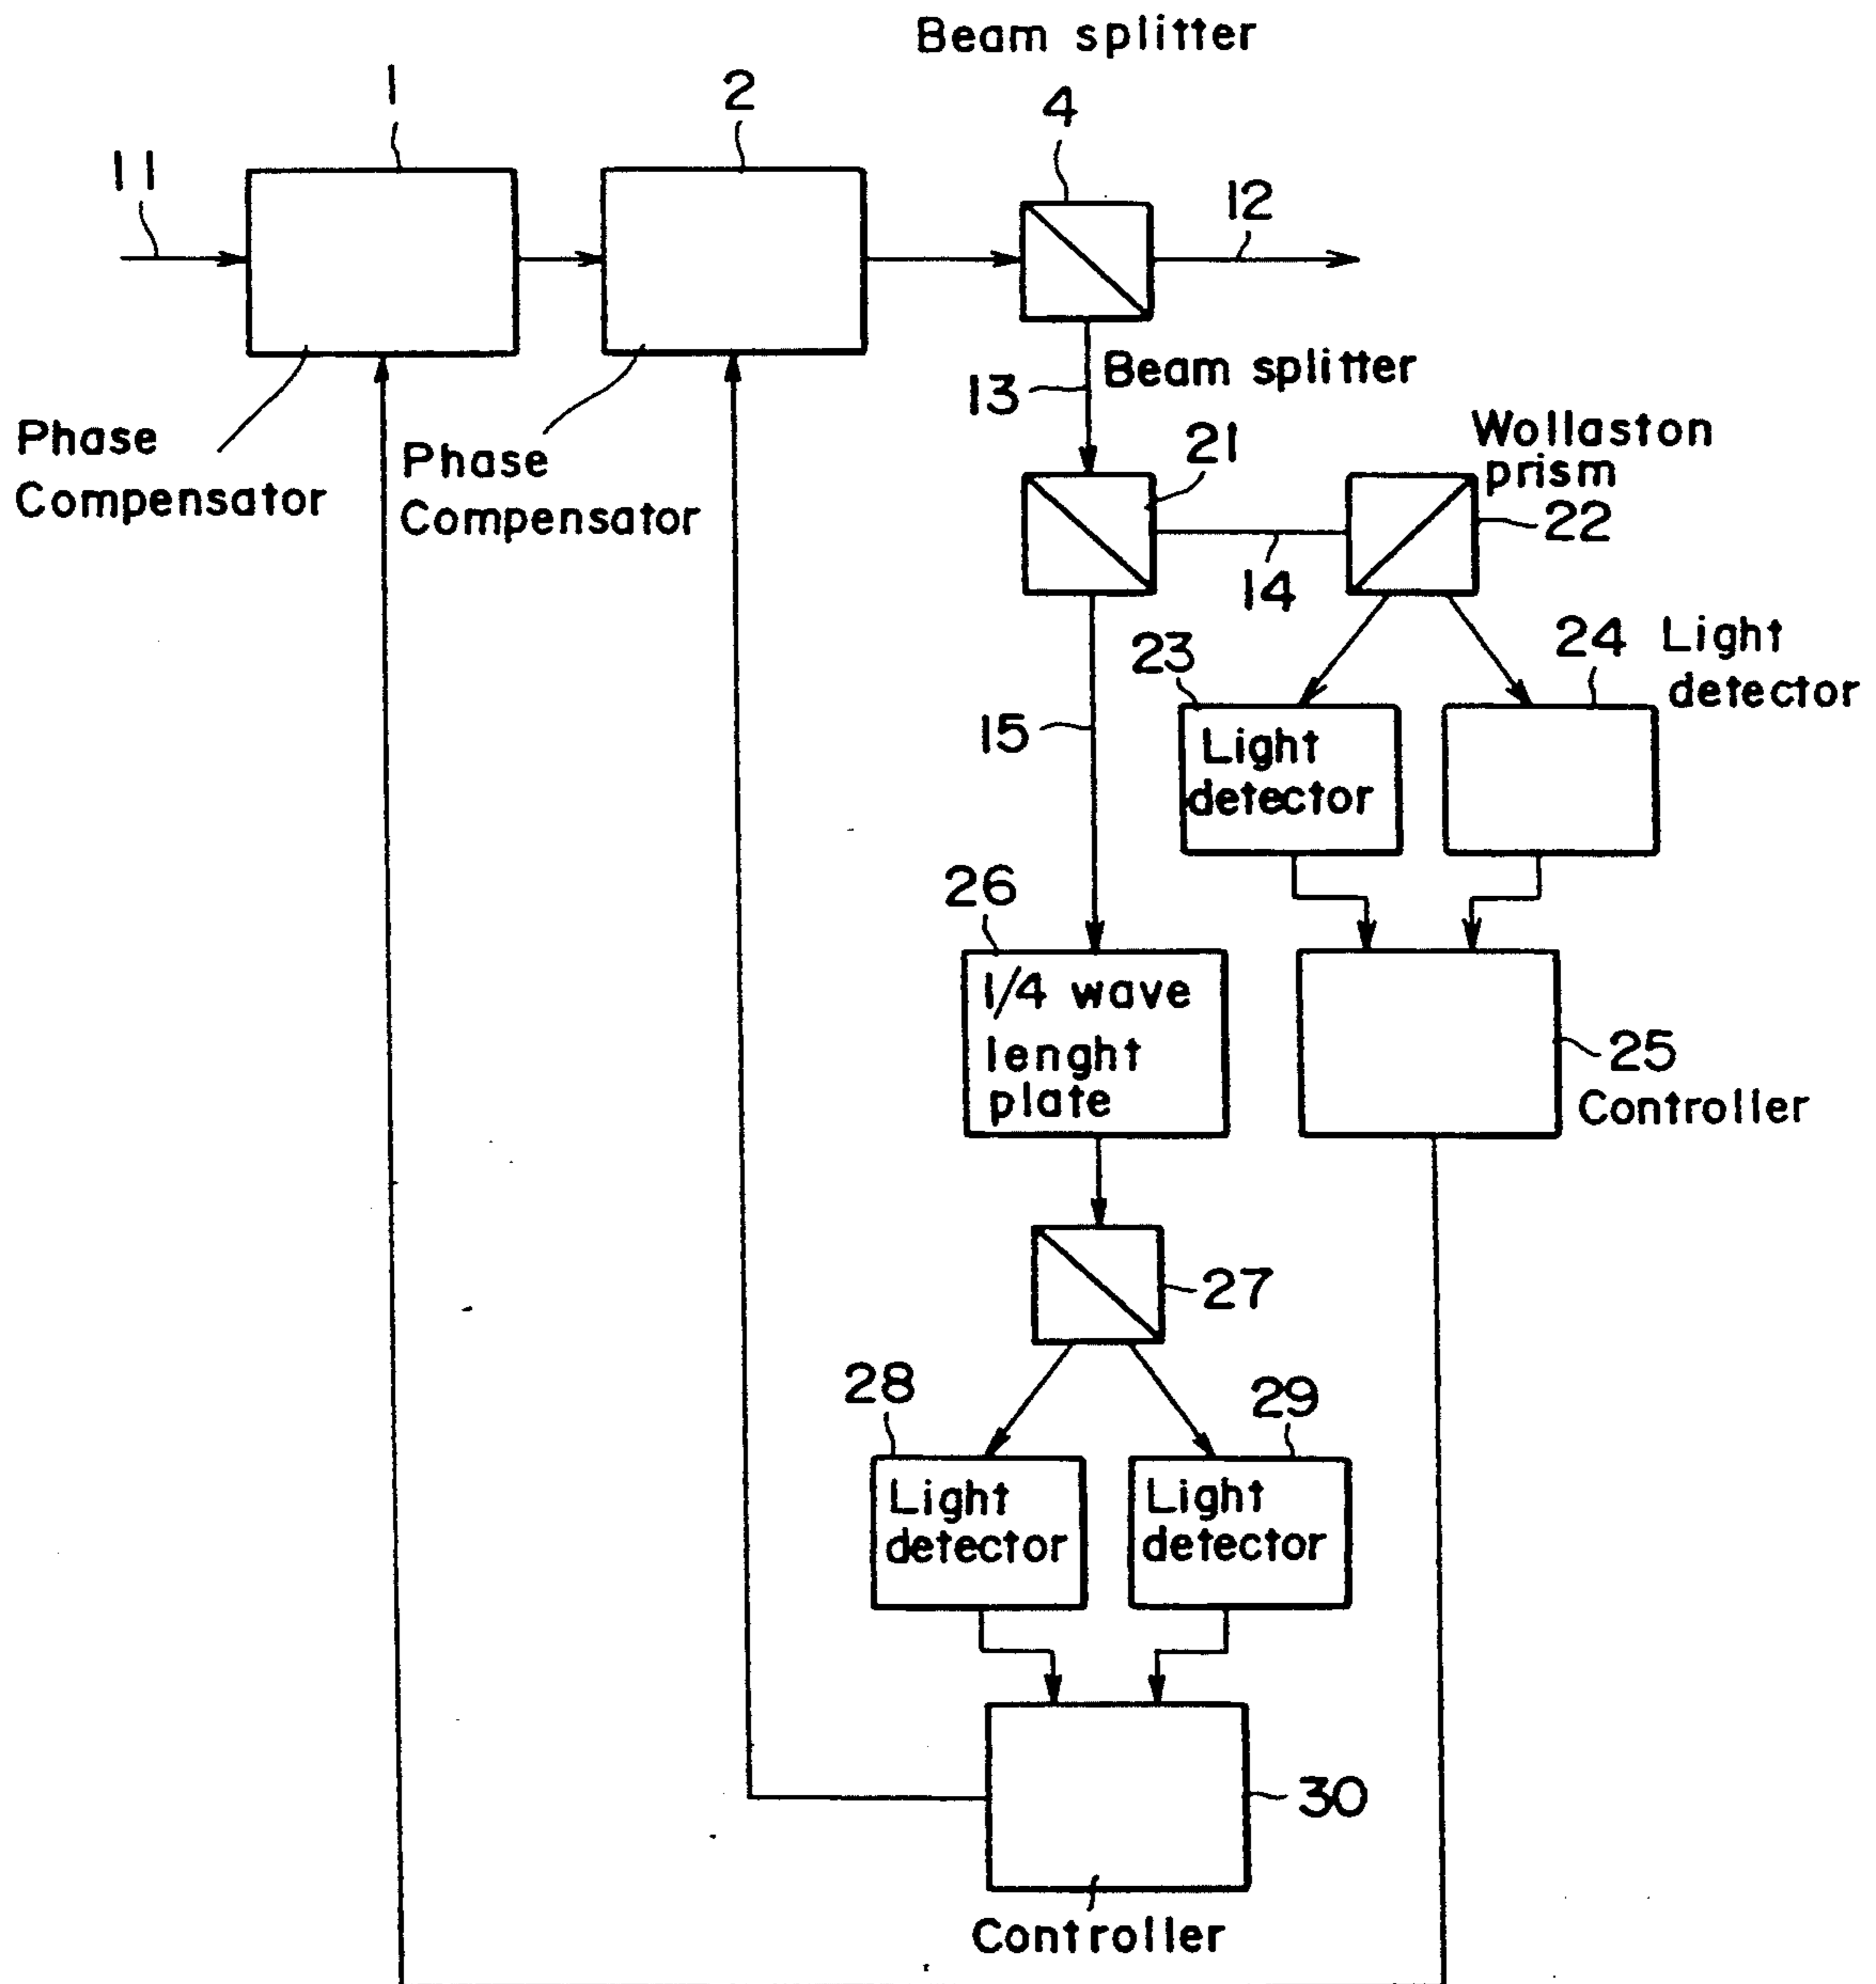 Beam splitter
1
2
4
11
12
13
Beam splitter
Phase
Compensator
Phase
Compensator
21
Wollaston
prism
22
14
23
24 Light
detector
15
Light
detector
26
1/4 wave
lenght
plate
25
Controller
27
28
29
Light
detector
Light
detector
30
Controller